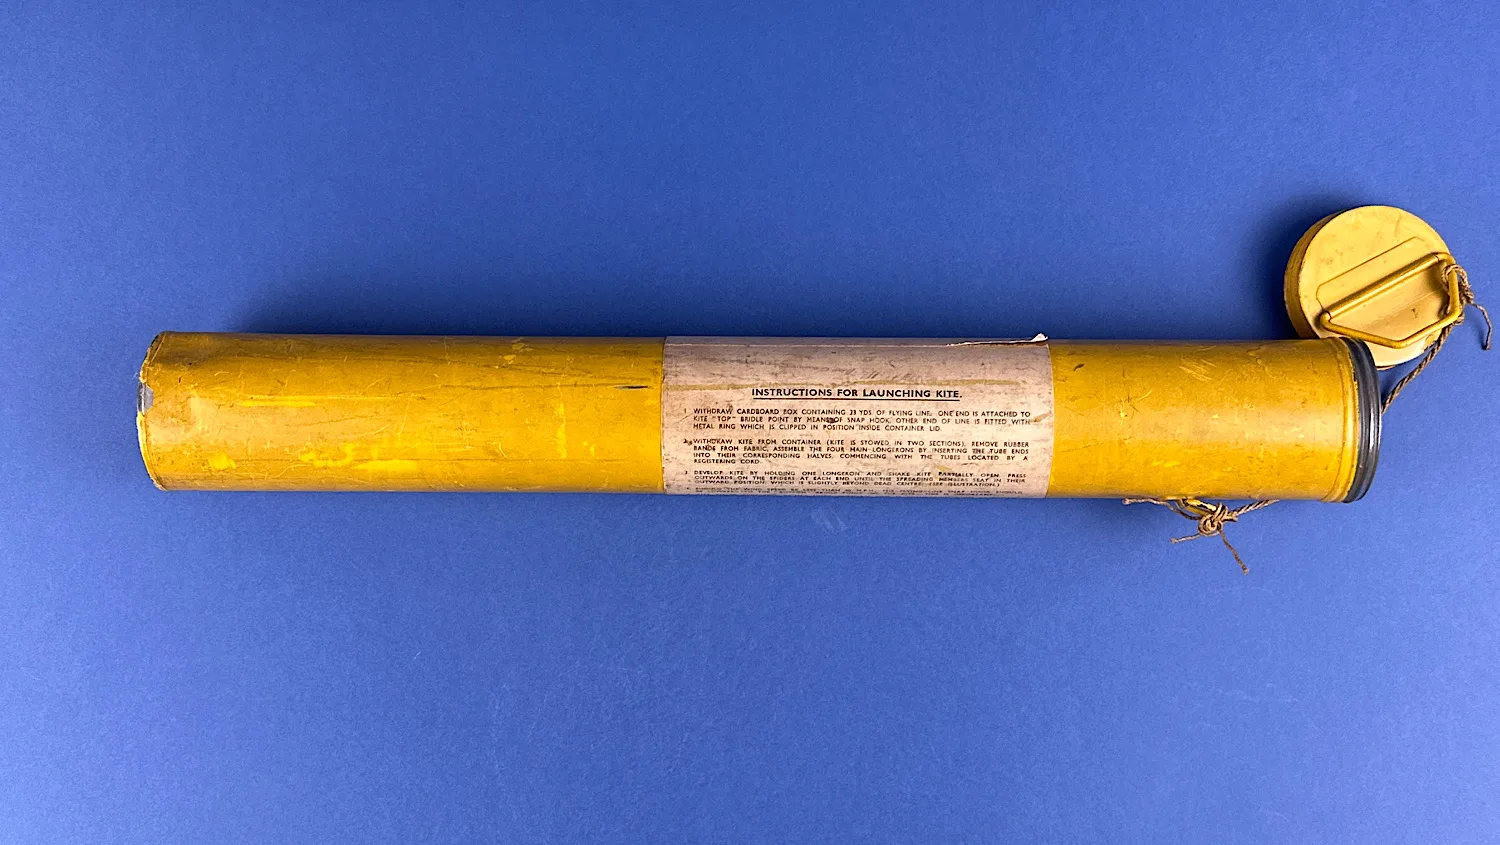 INSTRUCTIONS FOR LAUNCHING KITE.
1. WITHDRAW CARDBOARD BOX CONTAINING 33 YDS. OF FLYING LINE. ONE END IS ATTACHED TO
KITE "TOP" BRIDLE POINT BY MEANS OF SNAP HOOK, OTHER END OF LINE IS FITTED WITH
METAL RING WHICH IS CLIPPED IN POSITION INSIDE CONTAINER LID.
2. WITHDRAW KITE FROM CONTAINER (KITE IS STOWED IN TWO SECTIONS), REMOVE RUBBER
BANDS FROM FABRIC, ASSEMBLE THE FOUR MAIN LONGERONS BY INSERTING THE TUBE ENDS
INTO THEIR CORRESPONDING HALVES, COMMENCING WITH THE TUBES LOCATED BY A
REGISTERING CORD.
3. DEVELOP KITE BY HOLDING ONE LONGERON AND SHAKE KITE PARTIALLY OPEN. PRESS
OUTWARDS ON THE SPIDERS AT EACH END UNTIL THE SPREADING MEMBERS SEAT IN THEIR
OUTWARD POSITION WHICH IS SLIGHTLY BEYOND DEAD CENTRE. (SEE ILLUSTRATION.)